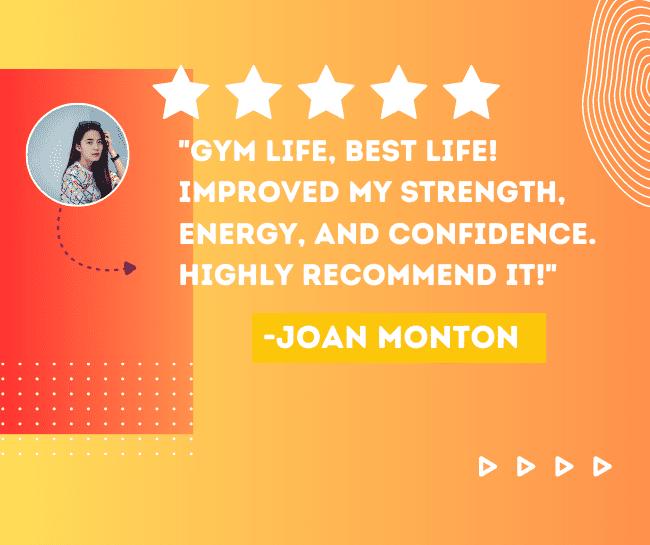 "GYM LIFE, BEST LIFE!
IMPROVED MY STRENGTH,
ENERGY, AND CONFIDENCE.
HIGHLY RECOMMEND IT!"
-JOAN MONTON